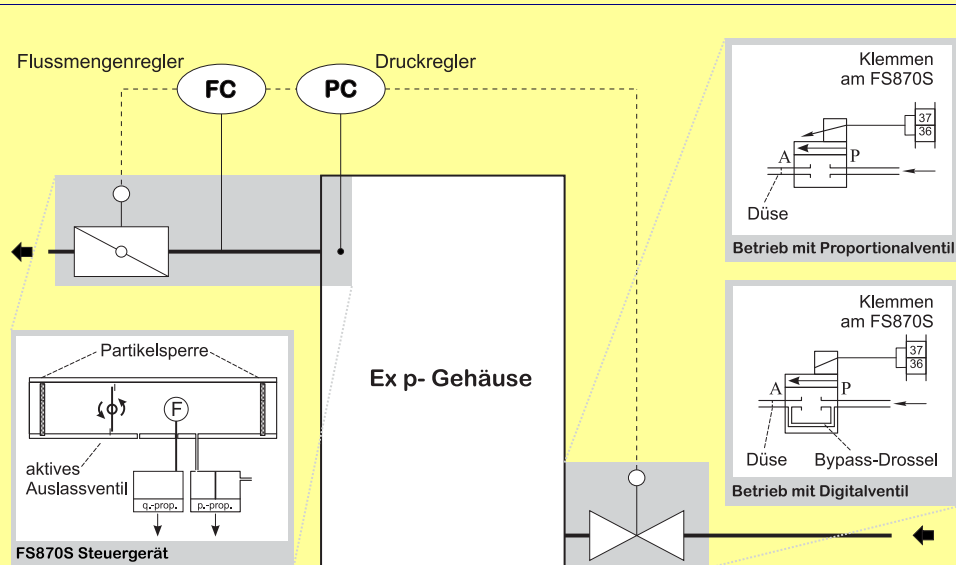 Flussmengenregler
FC
PC
Druckregler
Klemmen
am FS870S
37
36
A
P
Düse
Betrieb mit Proportionalventil
Klemmen
am FS870S
37
36
A
P
Düse
Bypass-Drossel
Betrieb mit Digitalventil
Ex p- Gehäuse
Partikelsperre
F
aktives
Auslassventil
q.-prop.
p.-prop.
FS870S Steuergerät